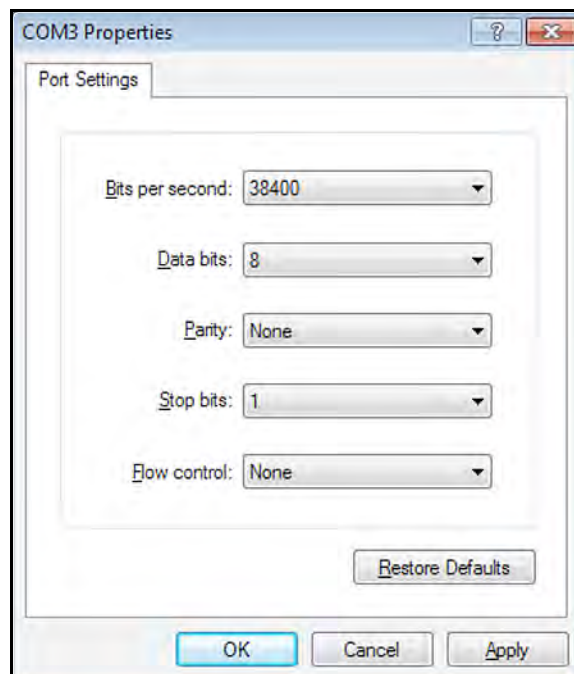 COM3 Properties
Port Settings
Bits per second: 38400
Data bits: 8
Parity: None
Stop bits: 1
Flow control: None
Restore Defaults
OK Cancel Apply